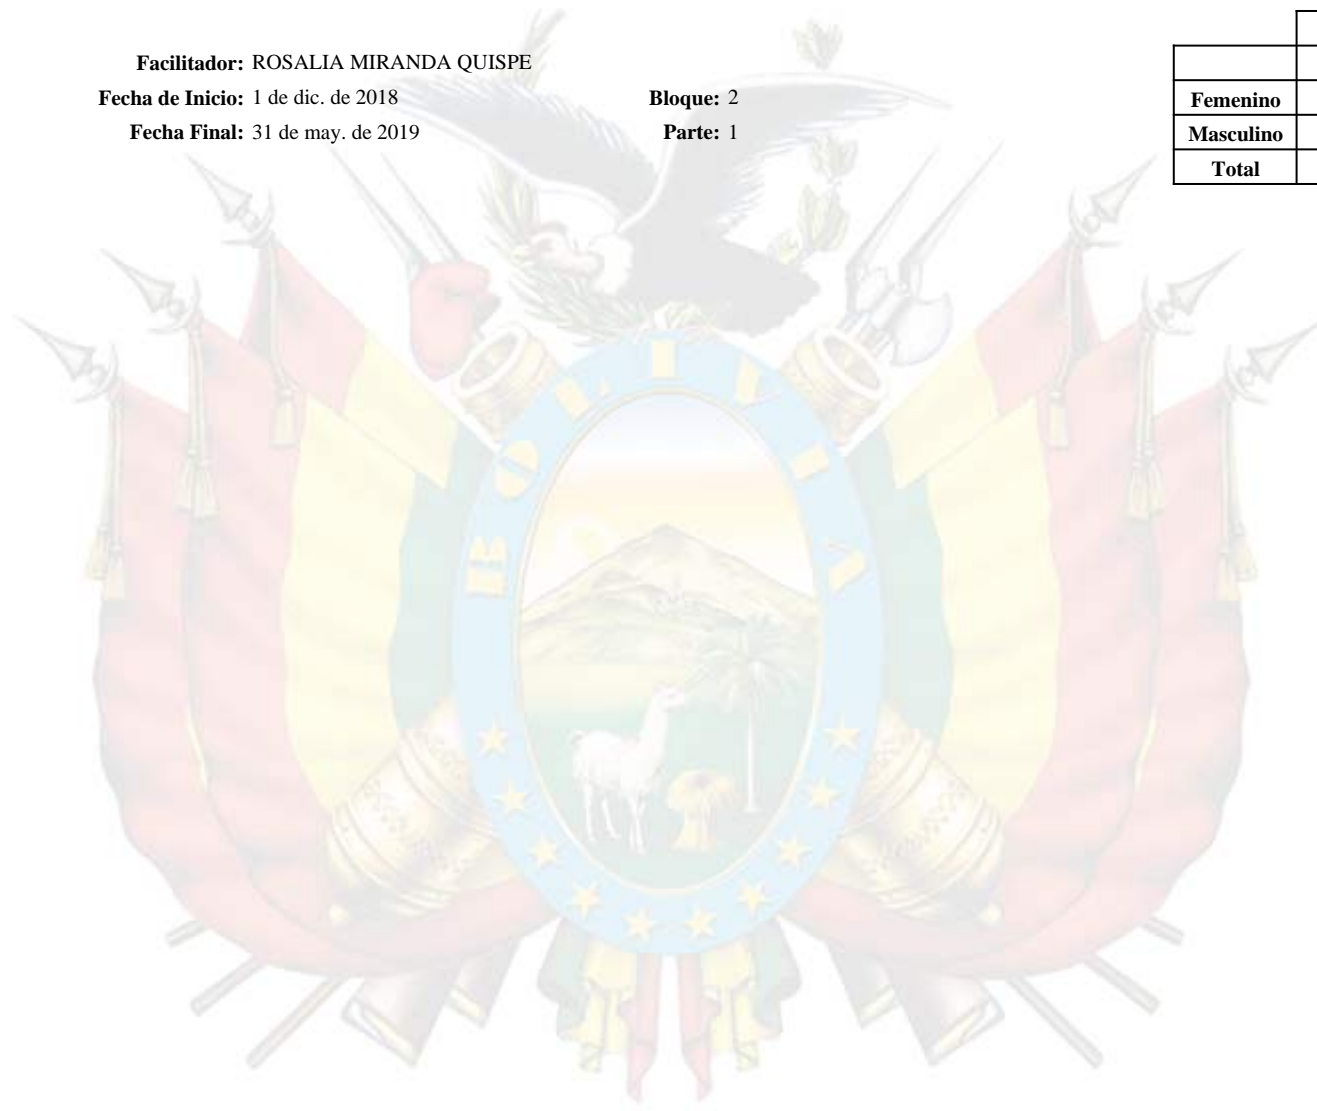 Facilitador: ROSALIA MIRANDA QUISPE
Fecha de Inicio: 1 de dic. de 2018 Bloque: 2
Fecha Final: 31 de may. de 2019 Parte: 1
Femenino
Masculino
Total
BOLIVIA